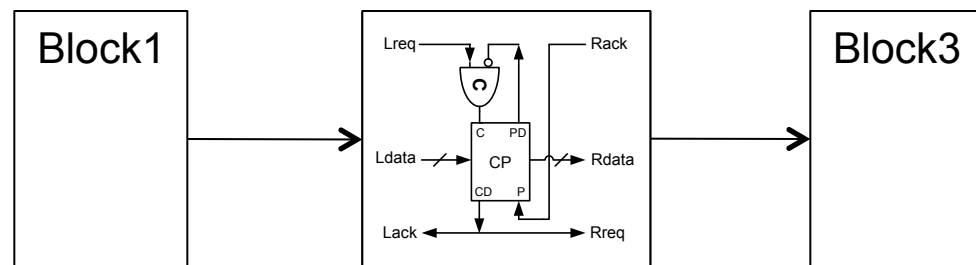 Block1
Lreq
Rack
C
C PD
Ldata
CP
Rdata
CD P
Lack
Rreq
Block3